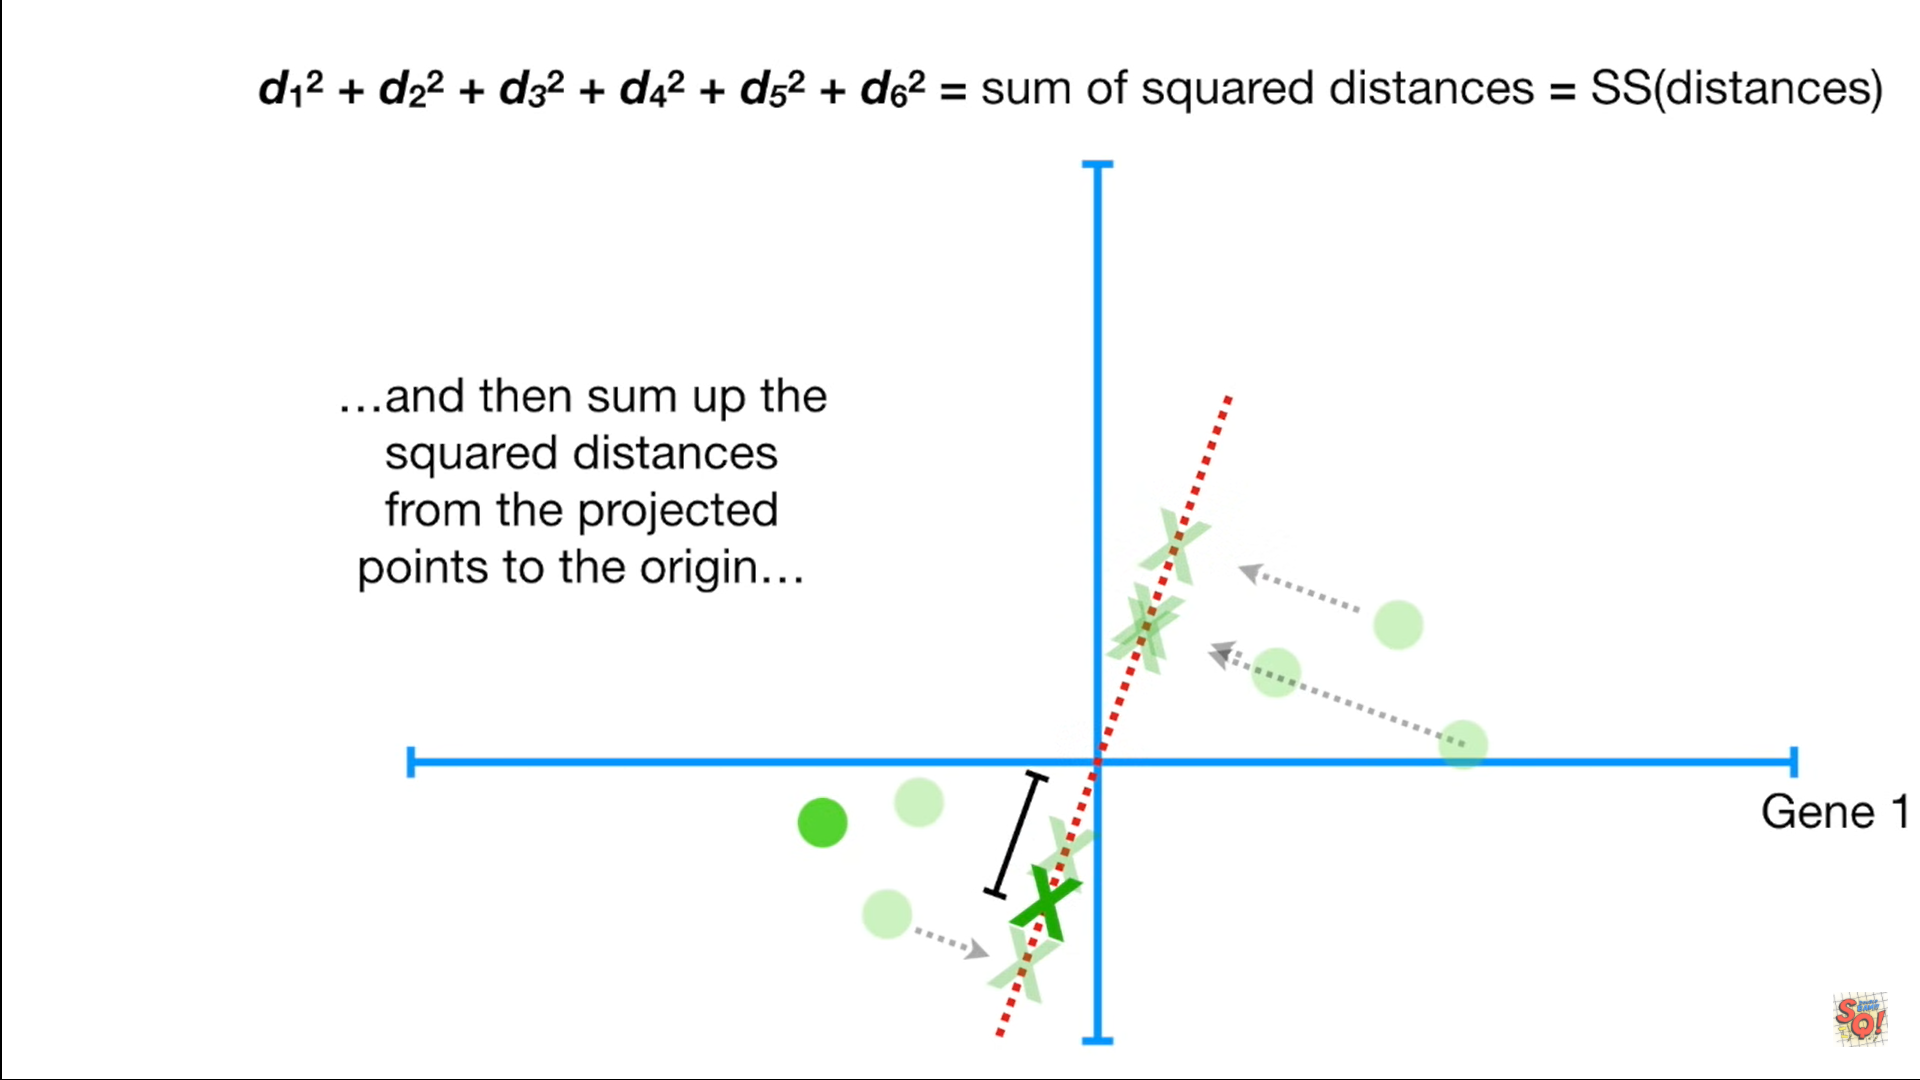 d₁² + d₂² + d₃² + d₄² + d₅² + d₆² = sum of squared distances = SS(distances)
…and then sum up the
squared distances
from the projected
points to the origin…
Gene 1
SQ!